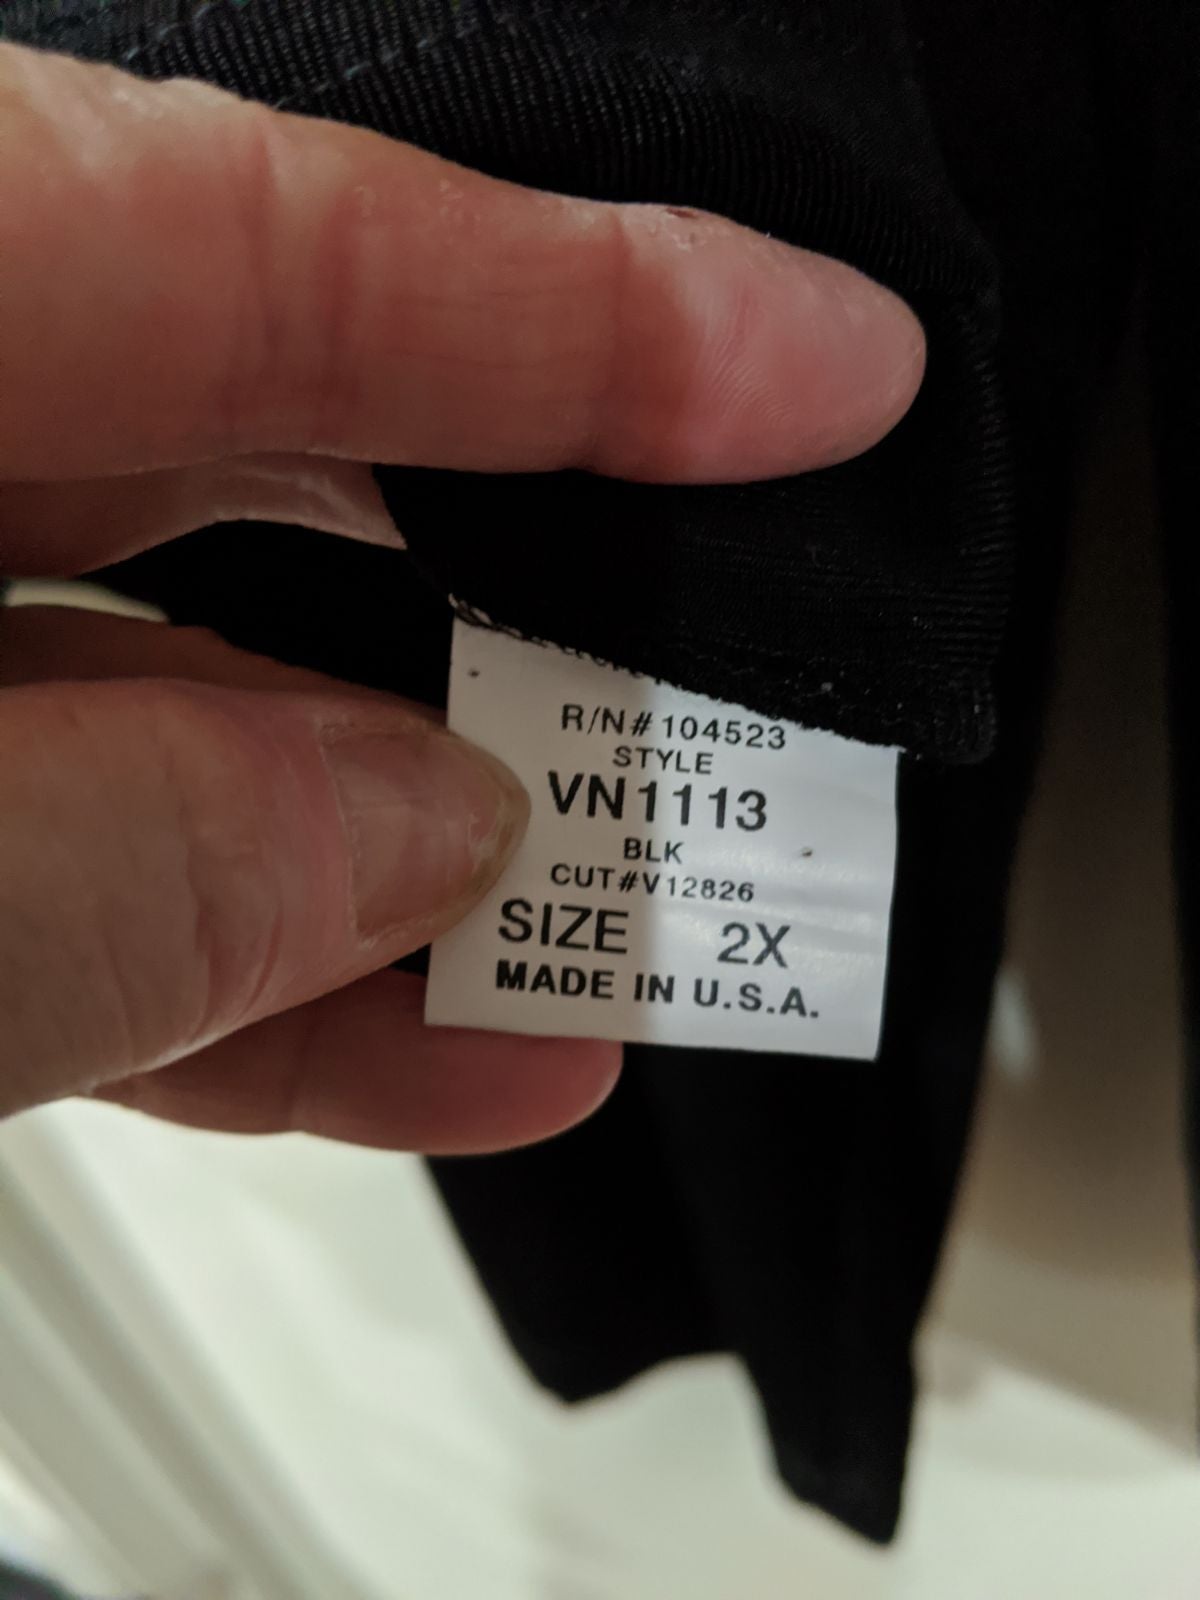 R/N# 104523
STYLE
VN1113
BLK
CUT#V12826
SIZE 2X
MADE IN U.S.A.